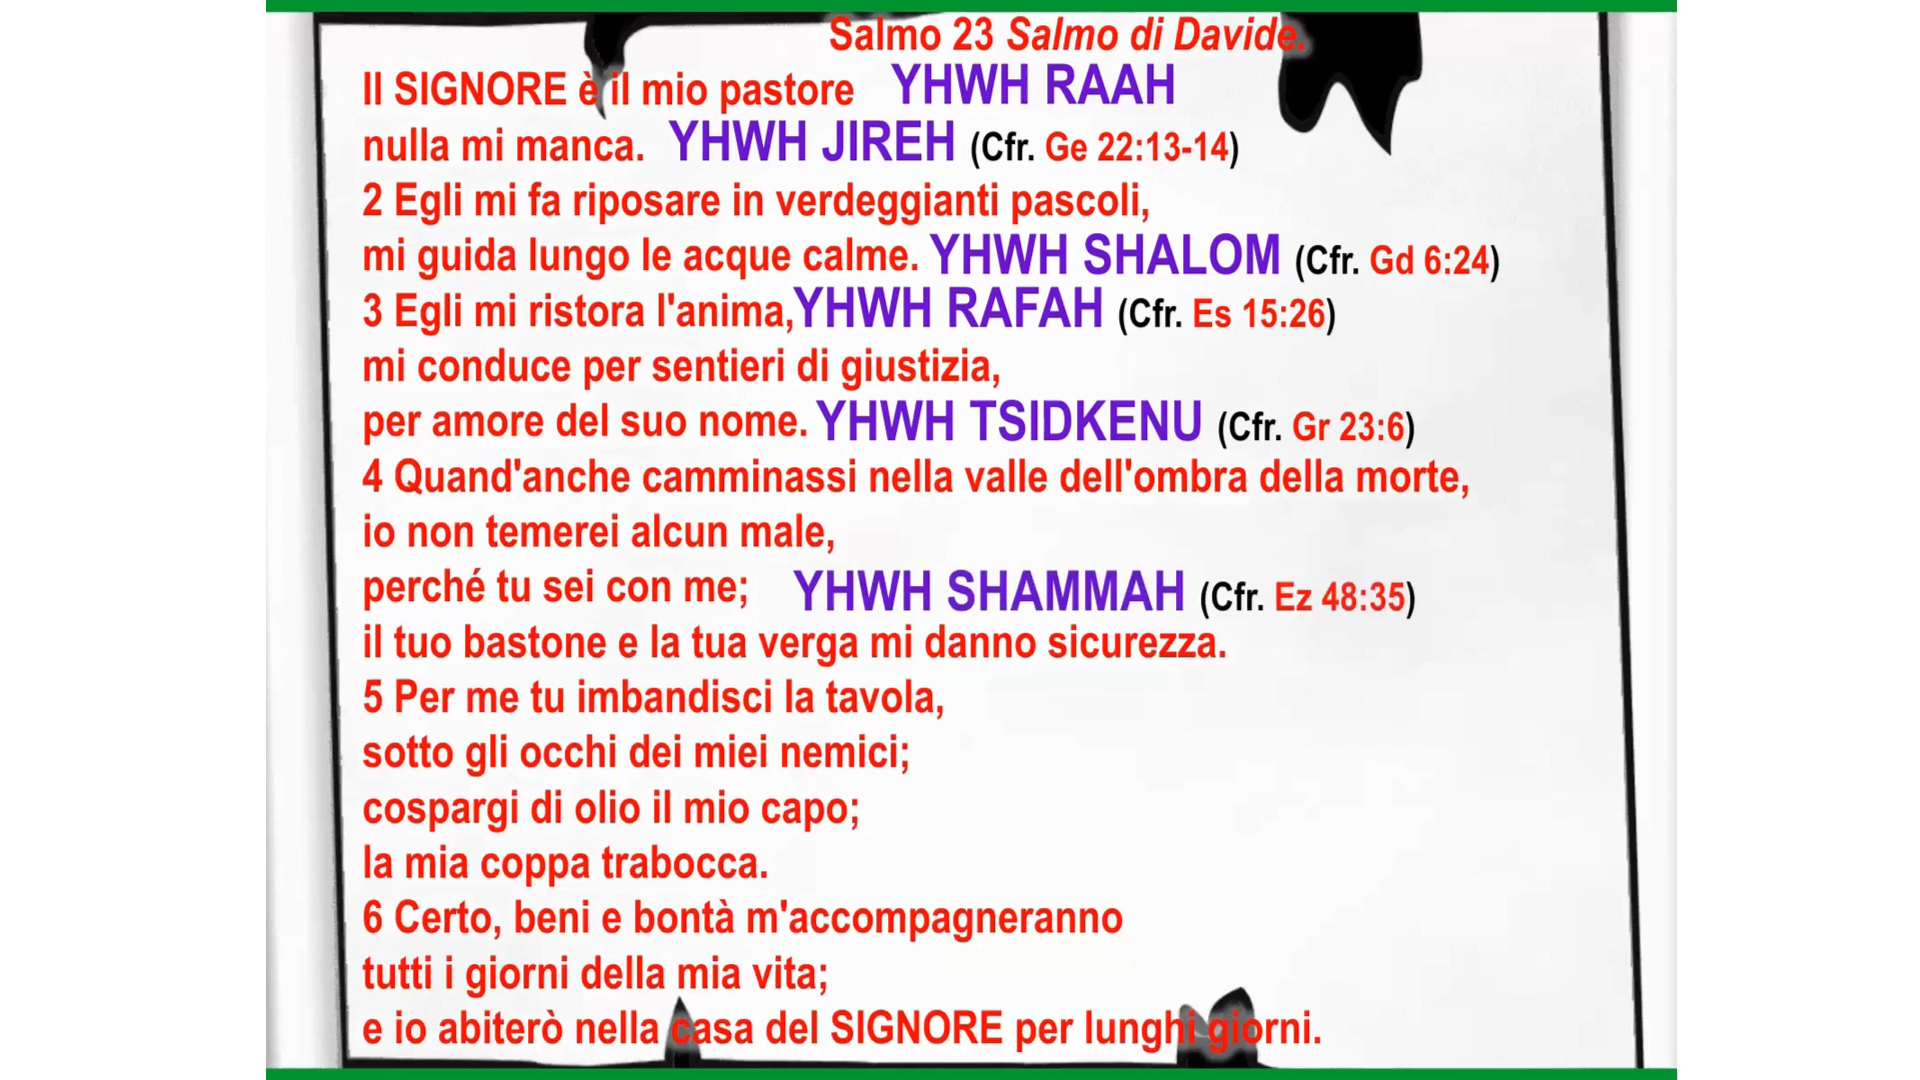 Salmo 23 Salmo di Davide.
Il SIGNORE è il mio pastore YHWH RAAH
nulla mi manca. YHWH JIREH (Cfr. Ge 22:13-14)
2 Egli mi fa riposare in verdeggianti pascoli,
mi guida lungo le acque calme. YHWH SHALOM (Cfr. Gd 6:24)
3 Egli mi ristora l'anima,YHWH RAFAH (Cfr. Es 15:26)
mi conduce per sentieri di giustizia,
per amore del suo nome. YHWH TSIDKENU (Cfr. Gr 23:6)
4 Quand'anche camminassi nella valle dell'ombra della morte,
io non temerei alcun male,
perché tu sei con me; YHWH SHAMMAH (Cfr. Ez 48:35)
il tuo bastone e la tua verga mi danno sicurezza.
5 Per me tu imbandisci la tavola,
sotto gli occhi dei miei nemici;
cospargi di olio il mio capo;
la mia coppa trabocca.
6 Certo, beni e bontà m'accompagneranno
tutti i giorni della mia vita;
e io abiterò nella casa del SIGNORE per lunghi giorni.